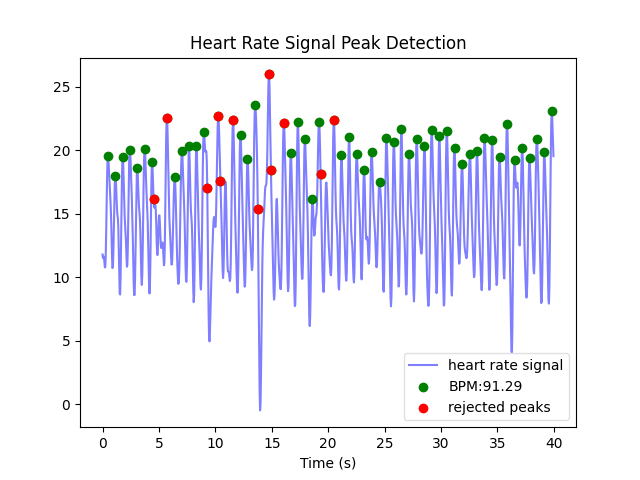 Heart Rate Signal Peak Detection
25
20
15
10
5
0
heart rate signal
BPM:91.29
rejected peaks
0 5 10 15 20 25 30 35 40
Time (s)